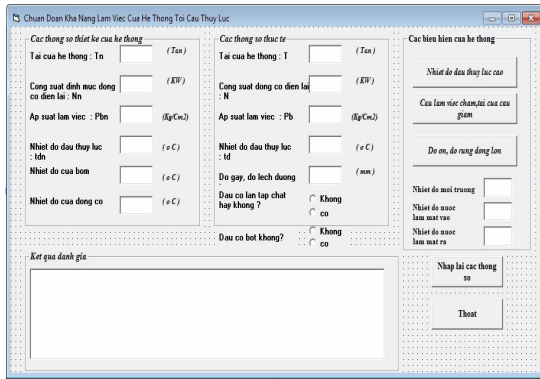 Chuan Doan Kha Nang Lam Viec Cua He Thong Toi Cau Thuy Luc
Cac thong so thiet ke cua he thong
Tai cua he thong : Tn
( Tan )
Cong suat dinh muc dong
co dien lai : Nn
( KW )
Ap suat lam viec : Pbn
(Kg/Cm2)
Nhiet do dau thuy luc
: tdn
( o C )
Nhiet do cua bom
( o C )
Nhiet do cua dong co
( o C )
Cac thong so thuc te
Tai cua he thong : T
( Tan )
Cong suat dong co dien lai
: N
( KW )
Ap suat lam viec : Pb
(Kg/Cm2)
Nhiet do dau thuy luc
: td
( o C )
Do gay, do lech duong
( mm )
Dau co lan tap chat
hay khong ?
Khong
co
Dau co bot khong?
Khong
co
Cac bieu hien cua he thong
Nhiet do dau thuy luc cao
Cau lam viec cham,tai cua cau
giam
Do on, do rung dong lon
Nhiet do moi truong
Nhiet do nuoc
lam mat vao
Nhiet do nuoc
lam mat ra
Ket qua danh gia
Nhap lai cac thong
so
Thoat